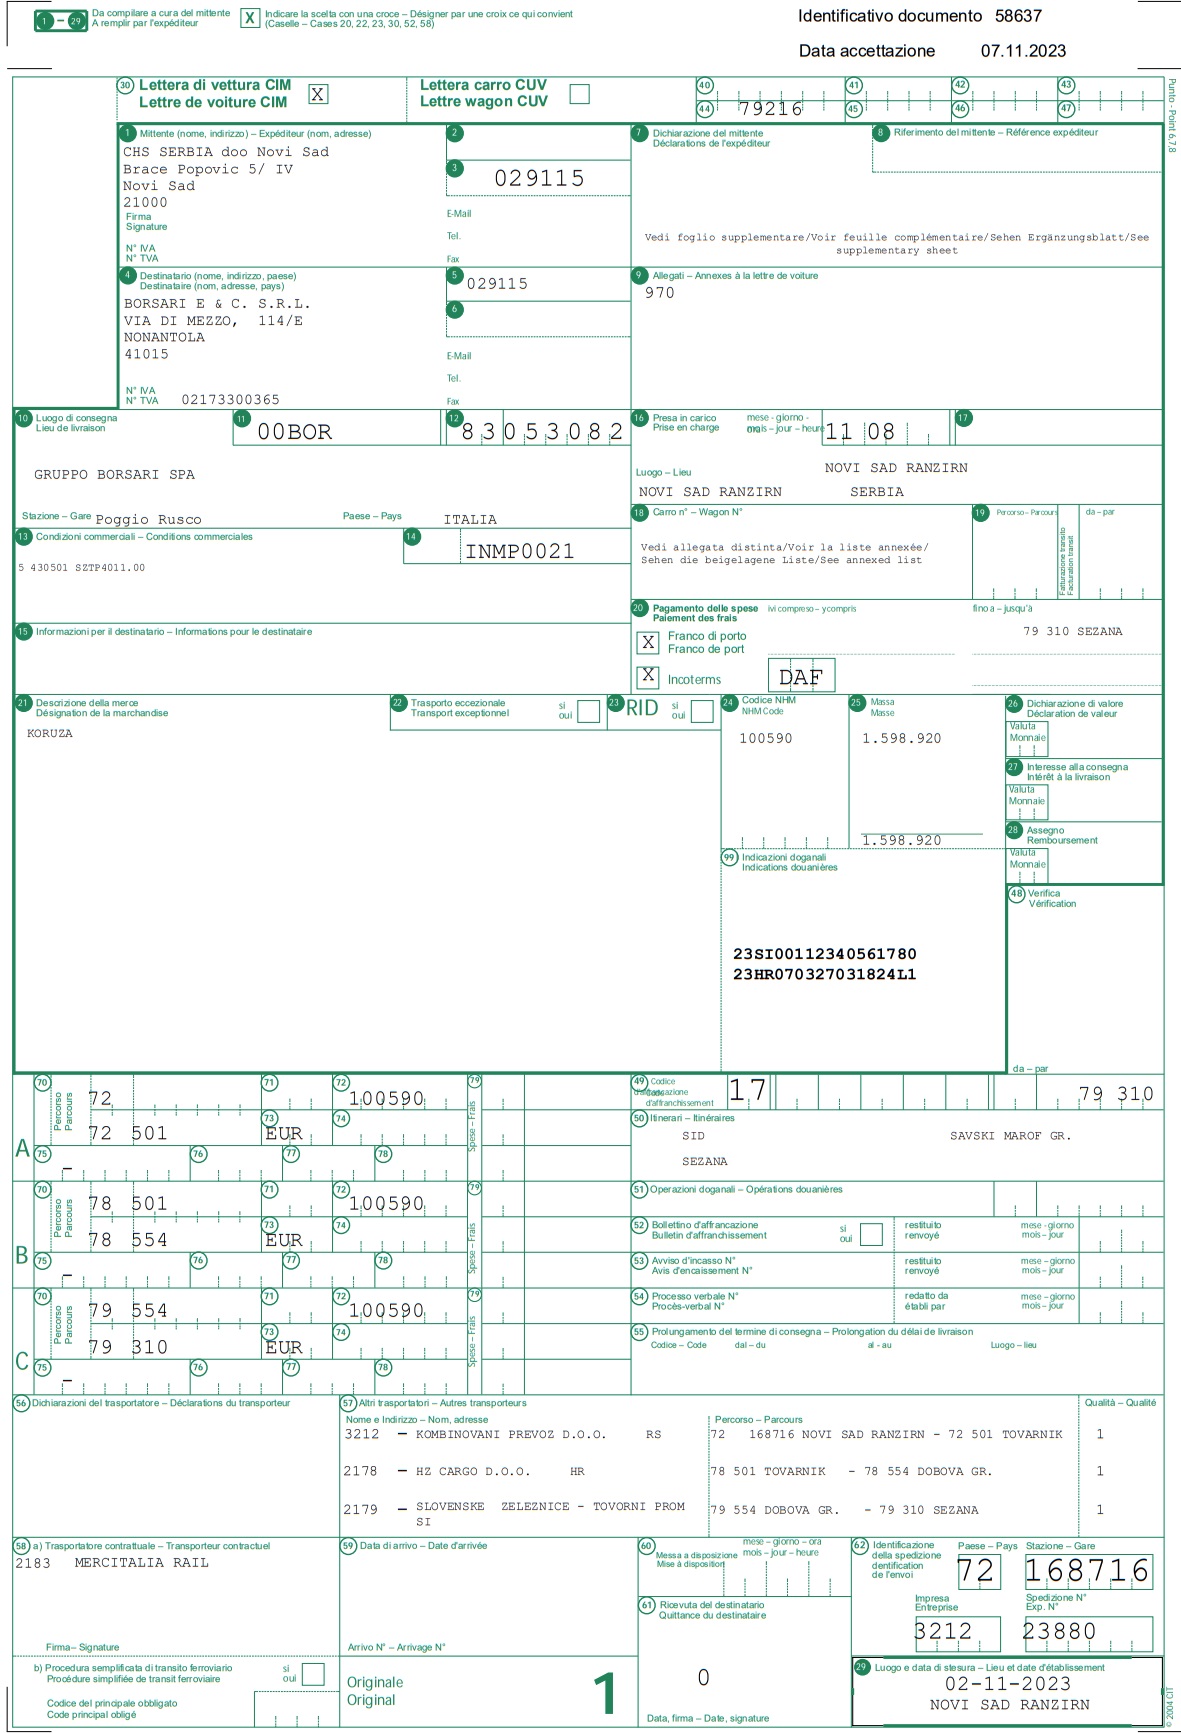 1 – 29 Da compilare a cura del mittente
A remplir par l'expéditeur
X Indicare la scelta con una croce – Désigner par une croix ce qui convient
(Caselle – Cases 20, 22, 23, 30, 52, 58)
Identificativo documento 58637
Data accettazione 07.11.2023
30 Lettera di vettura CIM
Lettre de voiture CIM X
Lettera carro CUV
Lettre wagon CUV
40 41 42 43
44 79216 45 46 47
Punto - Point 6.7.8
1 Mittente (nome, indirizzo) – Expéditeur (nom, adresse)
CHS SERBIA doo Novi Sad
Brace Popovic 5/ IV
Novi Sad
21000
Firma
Signature
N° IVA
N° TVA
2
3 029115
E-Mail
Tel.
Fax
7 Dichiarazione del mittente
Déclarations de l'expéditeur
8 Riferimento del mittente – Référence expéditeur
Vedi foglio supplementare/Voir feuille complémentaire/Sehen Ergänzungsblatt/See
supplementary sheet
4 Destinatario (nome, indirizzo, paese)
Destinataire (nom, adresse, pays)
BORSARI E & C. S.R.L.
VIA DI MEZZO, 114/E
NONANTOLA
41015
N° IVA
N° TVA 02173300365
5 029115
6
E-Mail
Tel.
Fax
9 Allegati – Annexes à la lettre de voiture
970
10 Luogo di consegna
Lieu de livraison
11 00BOR
12 83053082
GRUPPO BORSARI SPA
Stazione – Gare Poggio Rusco Paese – Pays ITALIA
16 Presa in carico
Prise en charge
mese - giorno -
mois – jour – heure 11 08
17
NOVI SAD RANZIRN
Luogo – Lieu
NOVI SAD RANZIRN SERBIA
13 Condizioni commerciali – Conditions commerciales
14 INMP0021
5 430501 SZTP4011.00
18 Carro n° – Wagon N°
Vedi allegata distinta/Voir la liste annexée/
Sehen die beigelagene Liste/See annexed list
19 Percorso – Parcours
Fatturazione transito
Facturation transit
da – par
15 Informazioni per il destinatario – Informations pour le destinataire
20 Pagamento delle spese
Paiement des frais
ivi compreso – y compris
fino a – jusqu'à
X Franco di porto
Franco de port
79 310 SEZANA
X Incoterms DAF
21 Descrizione della merce
Désignation de la marchandise
KORUZA
22 Trasporto eccezionale
Transport exceptionnel
si
oui
23 RID
si
oui
24 Codice NHM
NHM Code
100590
25 Massa
Masse
1.598.920
1.598.920
26 Dichiarazione di valore
Déclaration de valeur
Valuta
Monnaie
27 Interesse alla consegna
Intérêt à la livraison
Valuta
Monnaie
28 Assegno
Remboursement
Valuta
Monnaie
99 Indicazioni doganali
Indications douanières
23SI00112340561780
23HR070327031824L1
48 Verifica
Vérification
da – par
A
70 Percorso
Parcours
72
72 501
71
72 100590
73 EUR
74
75 – 76 77 78
79 Spese – Frais
B
70 Percorso
Parcours
78 501
78 554
71
72 100590
73 EUR
74
75 – 76 77 78
79 Spese – Frais
C
70 Percorso
Parcours
79 554
79 310
71
72 100590
73 EUR
74
75 – 76 77 78
79 Spese – Frais
49 Codice
d'affrancazione
d'affranchissement
17 79 310
50 Itinerari – Itinéraires
SID SAVSKI MAROF GR.
SEZANA
51 Operazioni doganali – Opérations douanières
52 Bollettino d'affrancazione
Bulletin d'affranchissement
si
oui
restituito
renvoyé
mese - giorno
mois – jour
53 Avviso d'incasso N°
Avis d'encaissement N°
restituito
renvoyé
mese – giorno
mois – jour
54 Processo verbale N°
Procès-verbal N°
redatto da
établi par
mese – giorno
mois – jour
55 Prolungamento del termine di consegna – Prolongation du délai de livraison
Codice – Code dal – du al - au Luogo – lieu
56 Dichiarazioni del trasportatore – Déclarations du transporteur
57 Altri trasportatori – Autres transporteurs
Nome e Indirizzo – Nom, adresse Percorso – Parcours Qualità – Qualité
3212 – KOMBINOVANI PREVOZ D.O.O. RS 72 168716 NOVI SAD RANZIRN - 72 501 TOVARNIK 1
2178 – HZ CARGO D.O.O. HR 78 501 TOVARNIK - 78 554 DOBOVA GR. 1
2179 – SLOVENSKE ZELEZNICE - TOVORNI PROM
SI
79 554 DOBOVA GR. - 79 310 SEZANA 1
58 a) Trasportatore contrattuale – Transporteur contractuel
2183 MERCITALIA RAIL
Firma – Signature
b) Procedura semplificata di transito ferroviario
Procédure simplifiée de transit ferroviaire
si
oui
Codice del principale obbligato
Code principal obligé
59 Data di arrivo – Date d'arrivée
Arrivo N° – Arrivage N°
Originale
Original
1
60 Messa a disposizione
Mise à disposition
mese – giorno – ora
mois – jour – heure
61 Ricevuta del destinatario
Quittance du destinataire
0
Data, firma – Date, signature
62 Identificazione
della spedizione
dentification
de l'envoi
Paese – Pays Stazione – Gare
72 168716
Impresa
Entreprise
3212
Spedizione N°
Exp. N°
23880
29 Luogo e data di stesura – Lieu et date d'établissement
02-11-2023
NOVI SAD RANZIRN
© 2004 CIT